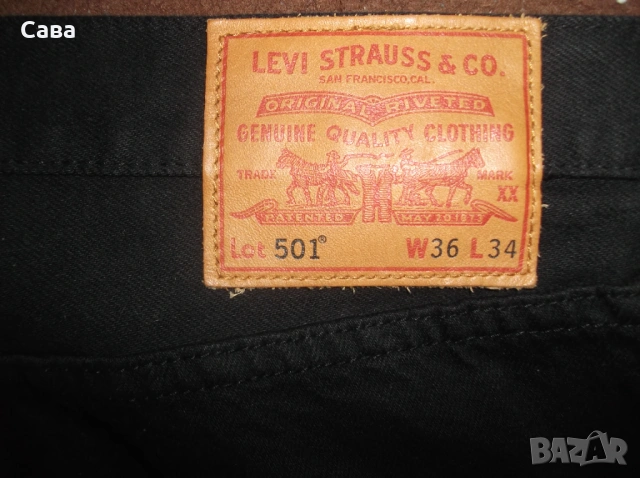 Сава
LEVI STRAUSS & CO.
SAN FRANCISCO, CAL.
ORIGINAL RIVETED
GENUINE QUALITY CLOTHING
TRADE MARK
XX
PATENTED MAY 20 1873
Lot 501® W36 L34
BAZAR